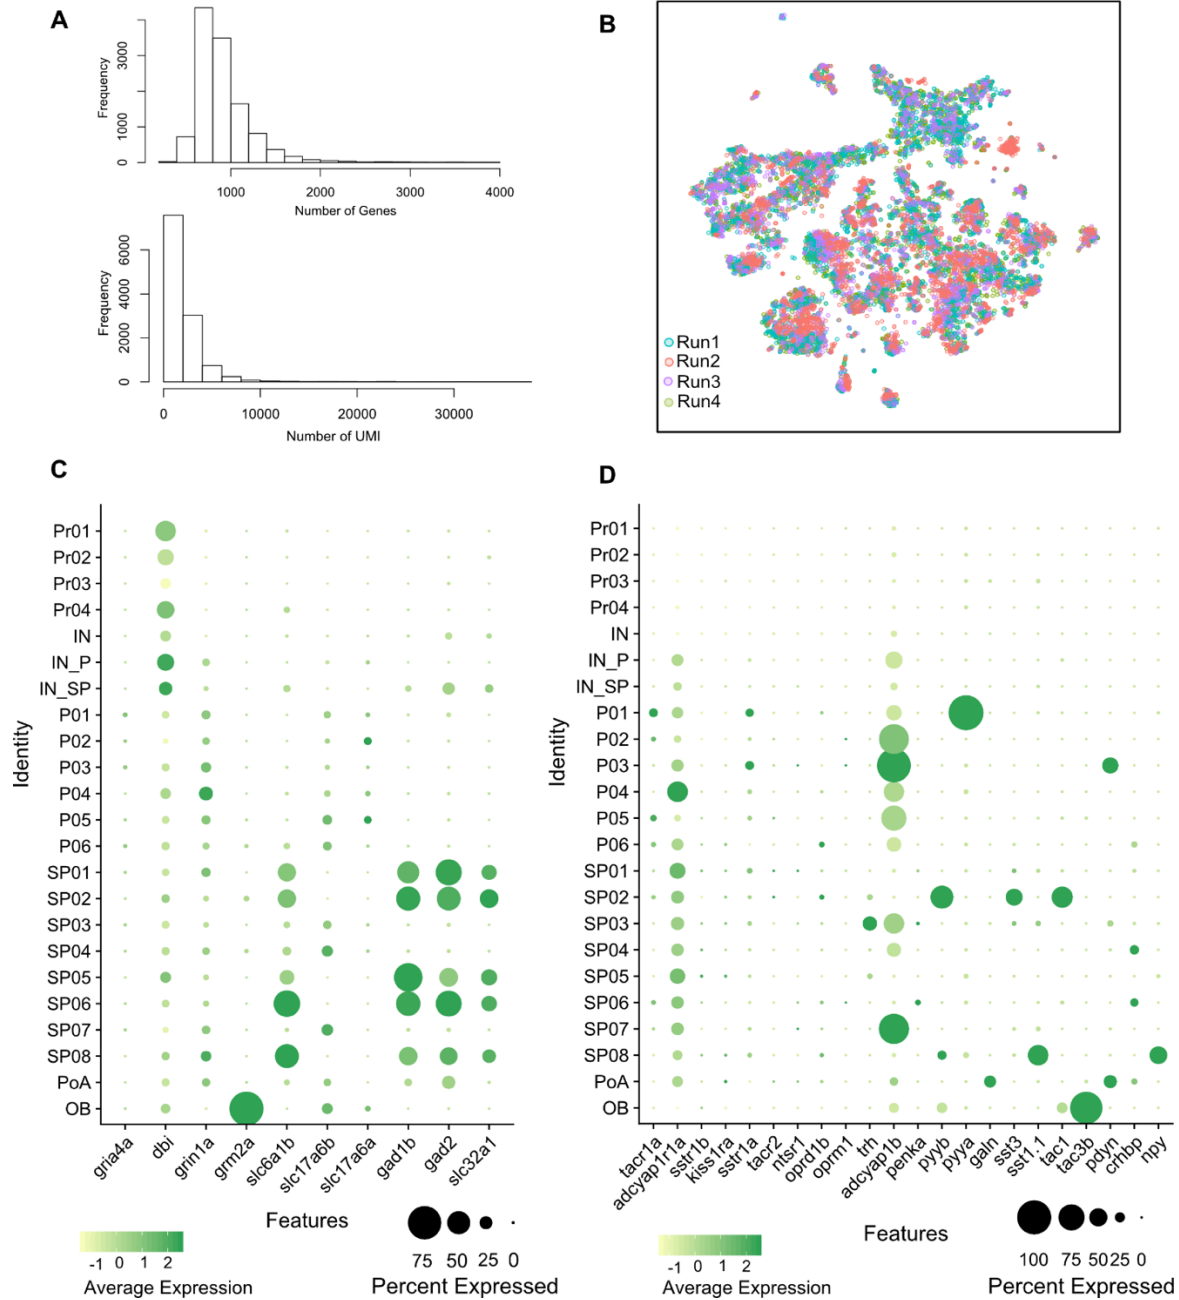 A
Frequency
3000
1000
0
1000
2000
3000
4000
Number of Genes
Frequency
6000
4000
2000
0
0
10000
20000
30000
Number of UMI
B
Run1
Run2
Run3
Run4
C
Identity
Pr01
Pr02
Pr03
Pr04
IN
IN_P
IN_SP
P01
P02
P03
P04
P05
P06
SP01
SP02
SP03
SP04
SP05
SP06
SP07
SP08
PoA
OB
gria4a
dbi
grin1a
grm2a
slc6a1b
slc17a6b
slc17a6a
gad1b
gad2
slc32a1
Features
-1 0 1 2
Average Expression
75 50 25 0
Percent Expressed
D
Identity
Pr01
Pr02
Pr03
Pr04
IN
IN_P
IN_SP
P01
P02
P03
P04
P05
P06
SP01
SP02
SP03
SP04
SP05
SP06
SP07
SP08
PoA
OB
tacr1a
adcyap1r1a
sstr1b
kiss1ra
sstr1a
tacr2
ntsr1
oprd1b
oprm1
trh
adcyap1b
penka
pyyb
pyya
galn
sst3
sst1.1
tac1
tac3b
pdyn
crhbp
npy
Features
-1 0 1 2
Average Expression
100 75 50 25 0
Percent Expressed